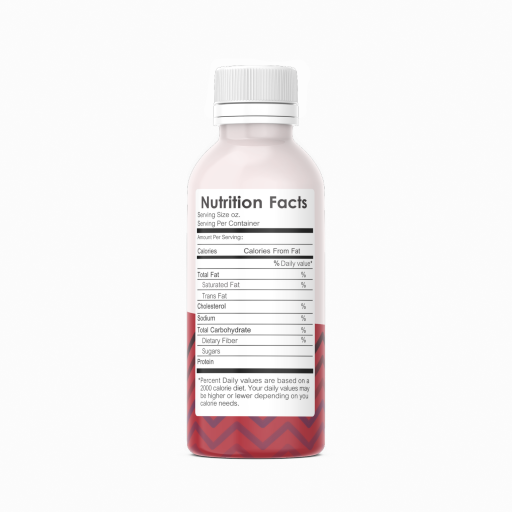 Nutrition Facts
Serving Size oz.
Serving Per Container
Amount Per Serving:
Calories Calories From Fat
% Daily value*
Total Fat %
Saturated Fat %
Trans Fat
Cholesterol %
Sodium %
Total Carbohydrate %
Dietary Fiber %
Sugars
Protein
*Percent Daily values are based on a
2000 calorie diet. Your daily values may
be higher or lower depending on you
calorie needs.